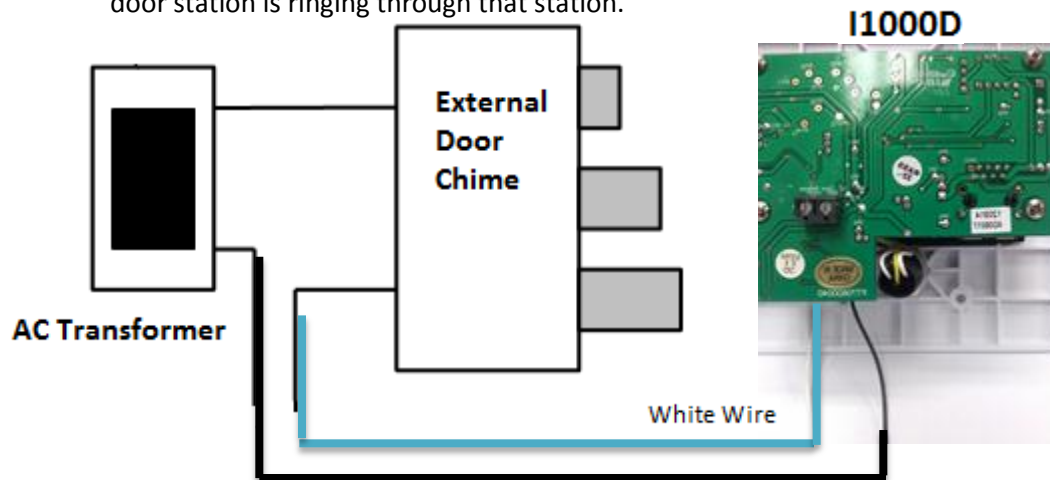 door station is ringing through that station.
I1000D
External
Door
Chime
AC Transformer
White Wire